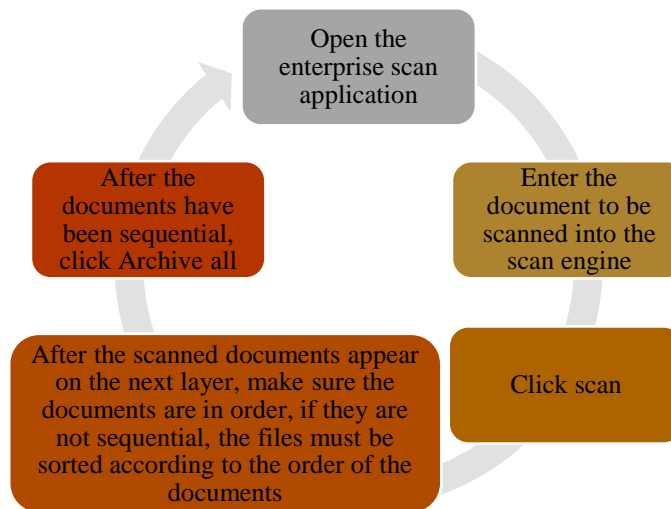 Open the
enterprise scan
application
Enter the
document to be
scanned into the
scan engine
Click scan
After the scanned documents appear
on the next layer, make sure the
documents are in order, if they are
not sequential, the files must be
sorted according to the order of the
documents
After the
documents have
been sequential,
click Archive all